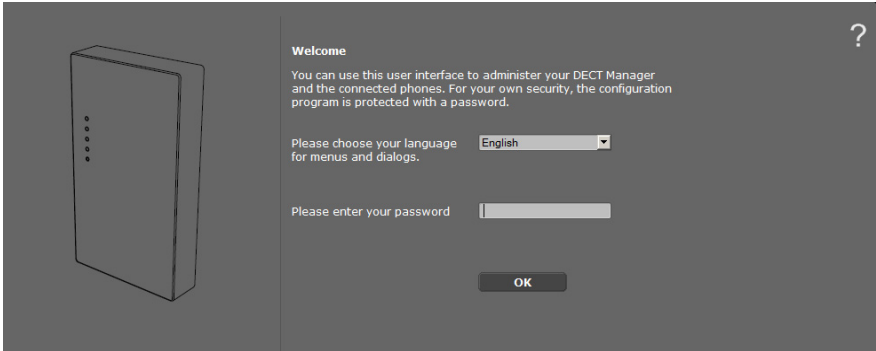 ?
Welcome
You can use this user interface to administer your DECT Manager
and the connected phones. For your own security, the configuration
program is protected with a password.
Please choose your language
for menus and dialogs.
English
Please enter your password
OK